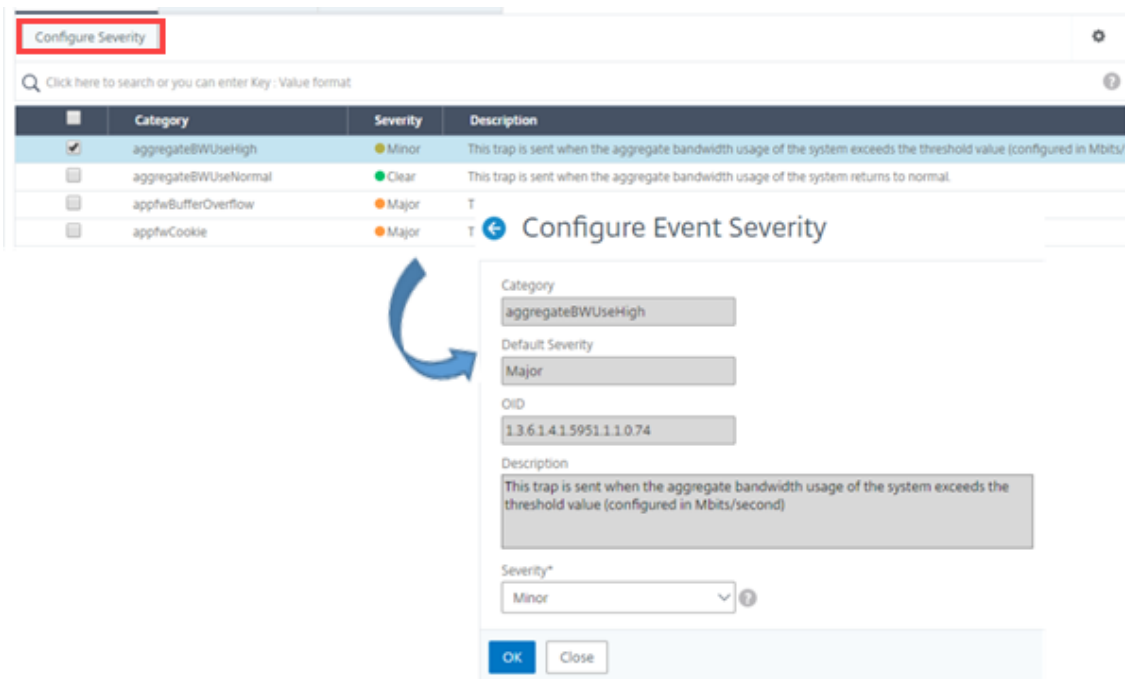 Configure Severity
Click here to search or you can enter Key : Value format
Category Severity Description
aggregateBWUseHigh Minor This trap is sent when the aggregate bandwidth usage of the system exceeds the threshold value (configured in Mbits/
aggregateBWUseNormal Clear This trap is sent when the aggregate bandwidth usage of the system returns to normal.
appfwBufferOverflow Major T
appfwCookie Major T
Configure Event Severity
Category
aggregateBWUseHigh
Default Severity
Major
OID
1.3.6.1.4.1.5951.1.1.0.74
Description
This trap is sent when the aggregate bandwidth usage of the system exceeds the
threshold value (configured in Mbits/second)
Severity*
Minor
OK Close